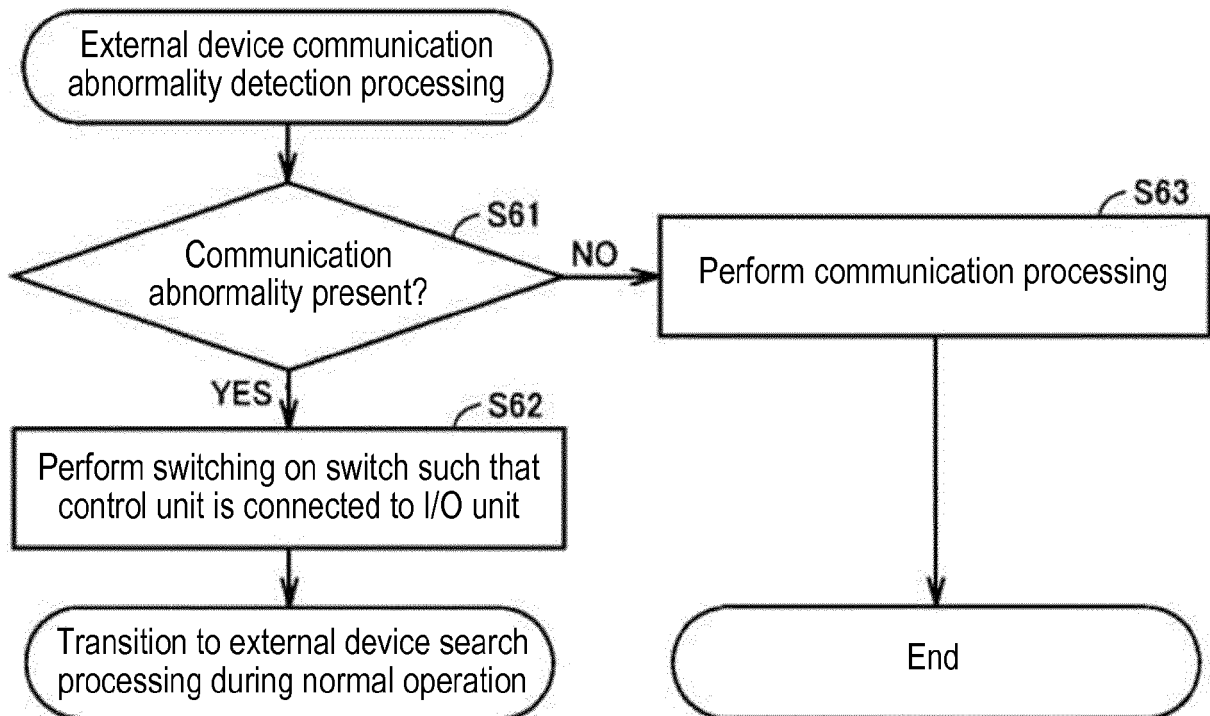 External device communication
abnormality detection processing
S61
Communication
abnormality present?
NO
S63
Perform communication processing
YES
S62
Perform switching on switch such that
control unit is connected to I/O unit
Transition to external device search
processing during normal operation
End